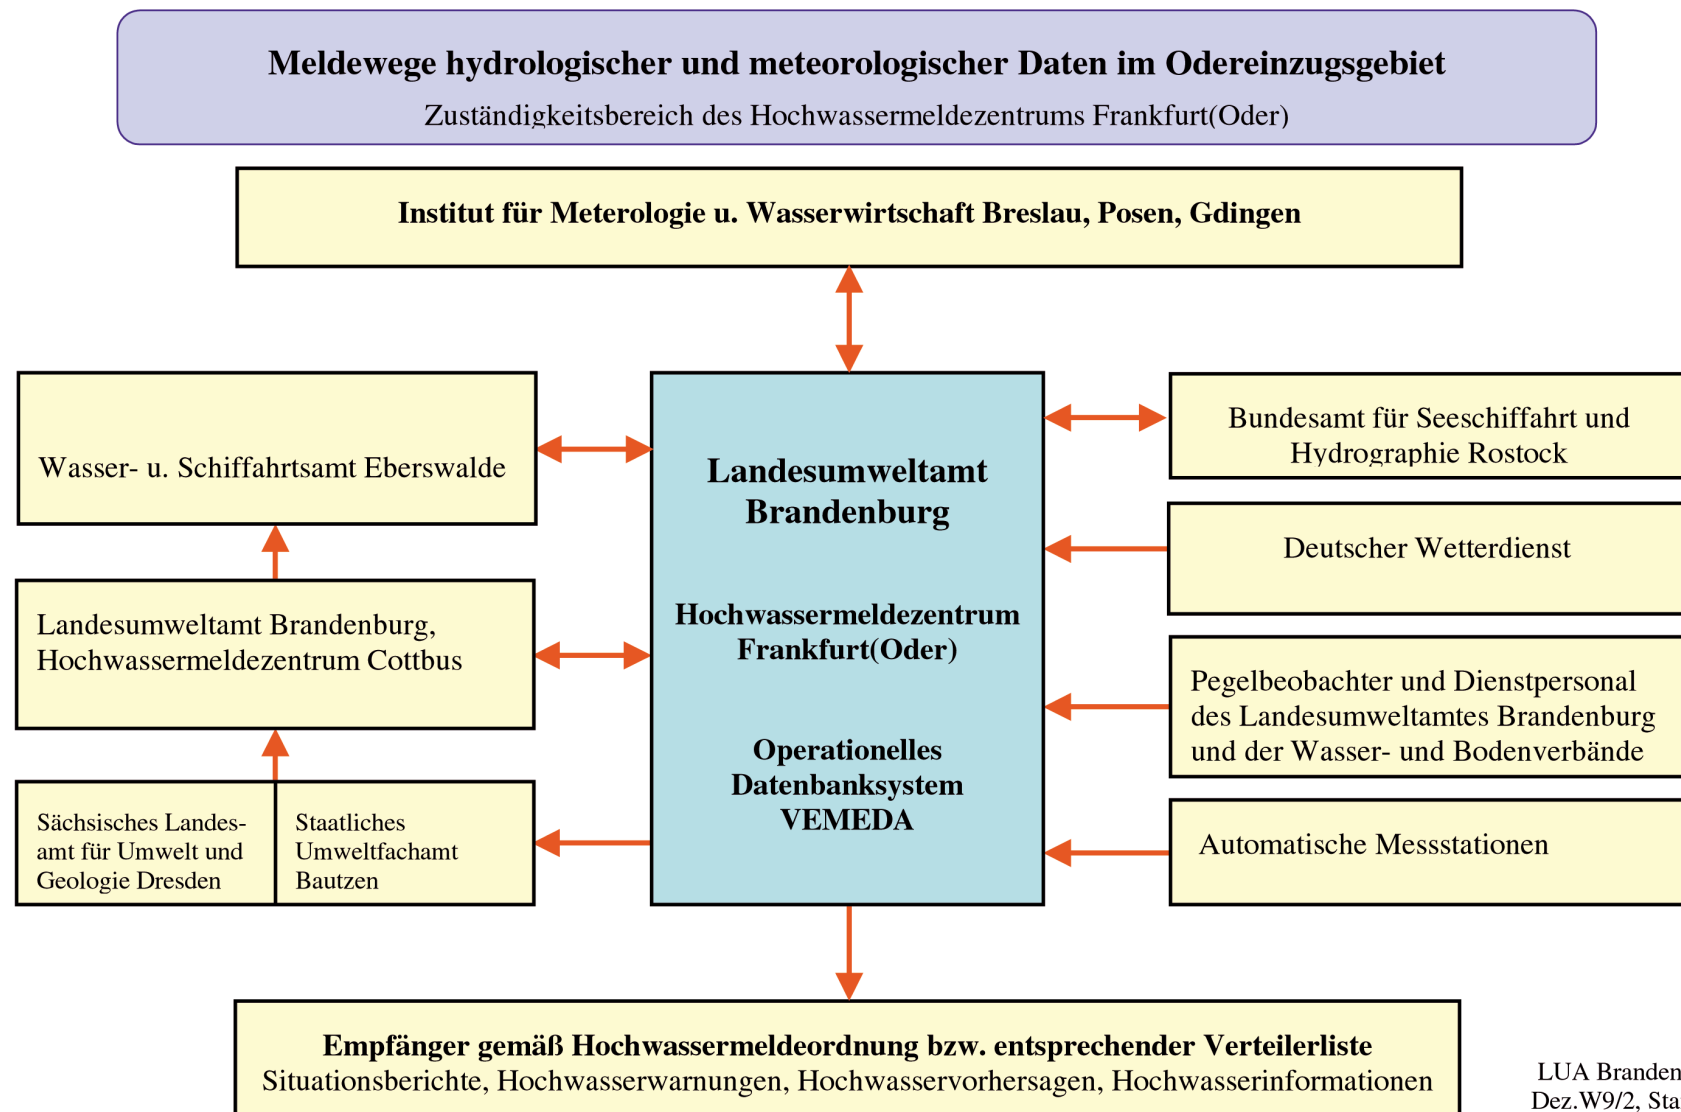 Meldewege hydrologischer und meteorologischer Daten im Odereinzugsgebiet
Zuständigkeitsbereich des Hochwassermeldezentrums Frankfurt(Oder)
Institut für Meterologie u. Wasserwirtschaft Breslau, Posen, Gdingen
Wasser- u. Schiffahrtsamt Eberswalde
Landesumweltamt Brandenburg,
Hochwassermeldezentrum Cottbus
Sächsisches Landes-
amt für Umwelt und
Geologie Dresden
Staatliches
Umweltfachamt
Bautzen
Landesumweltamt
Brandenburg
Hochwassermeldezentrum
Frankfurt(Oder)
Operationelles
Datenbanksystem
VEMEDA
Bundesamt für Seeschiffahrt und
Hydrographie Rostock
Deutscher Wetterdienst
Pegelbeobachter und Dienstpersonal
des Landesumweltamtes Brandenburg
und der Wasser- und Bodenverbände
Automatische Messstationen
Empfänger gemäß Hochwassermeldeordnung bzw. entsprechender Verteilerliste
Situationsberichte, Hochwasserwarnungen, Hochwasservorhersagen, Hochwasserinformationen
LUA
Dez.W9/2,